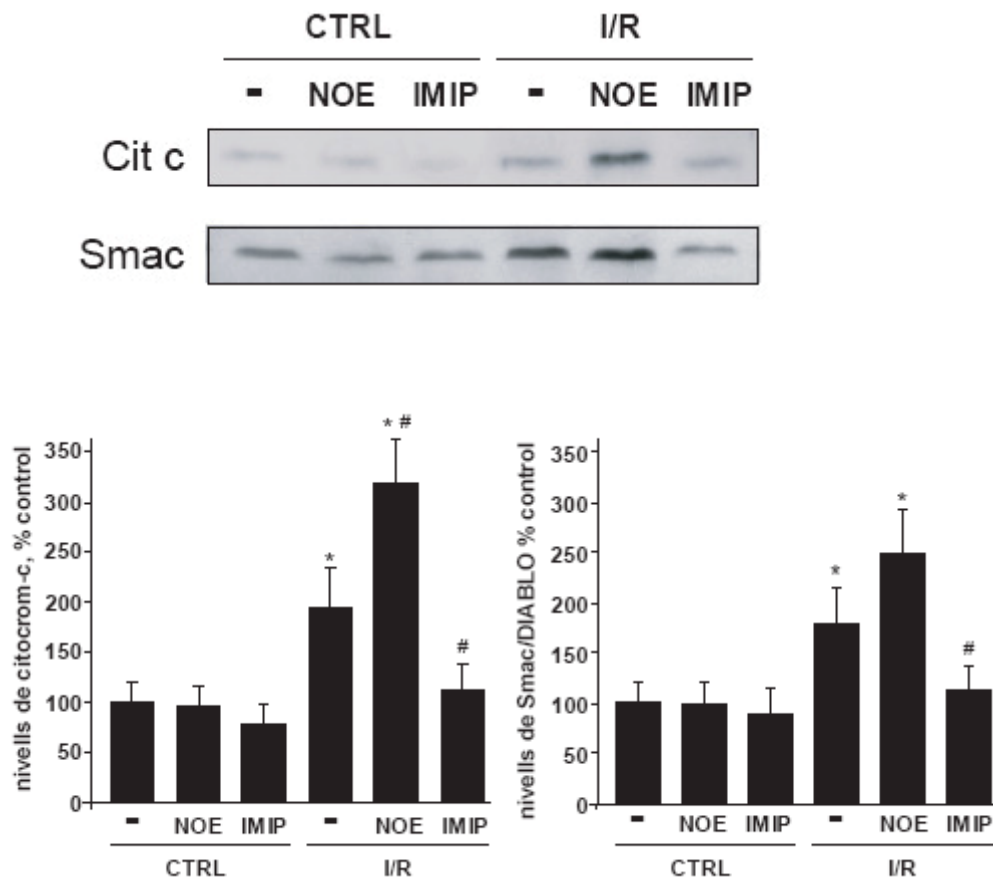 CTRL I/R
- NOE IMIP - NOE IMIP
Cit c
Smac
nivells de citocrom-c, % control
350
300
250
200
150
100
50
0
*
* #
#
- NOE IMIP - NOE IMIP
CTRL I/R
nivells de Smac/DIABLO % control
350
300
250
200
150
100
50
0
*
*
#
- NOE IMIP - NOE IMIP
CTRL I/R